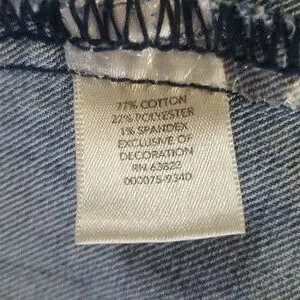 77% COTTON
22% POLYESTER
1% SPANDEX
EXCLUSIVE OF
DECORATION
RN 63822
000075-9340